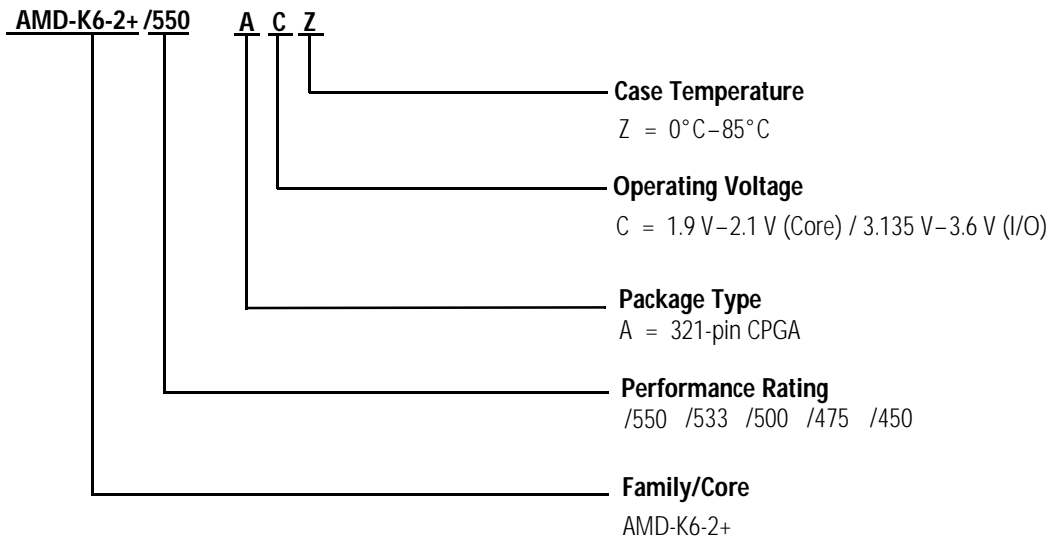 AMD-K6-2+ /550 A C Z
Case Temperature
Z = 0°C–85°C
Operating Voltage
C = 1.9 V–2.1 V (Core) / 3.135 V–3.6 V (I/O)
Package Type
A = 321-pin CPGA
Performance Rating
/550 /533 /500 /475 /450
Family/Core
AMD-K6-2+